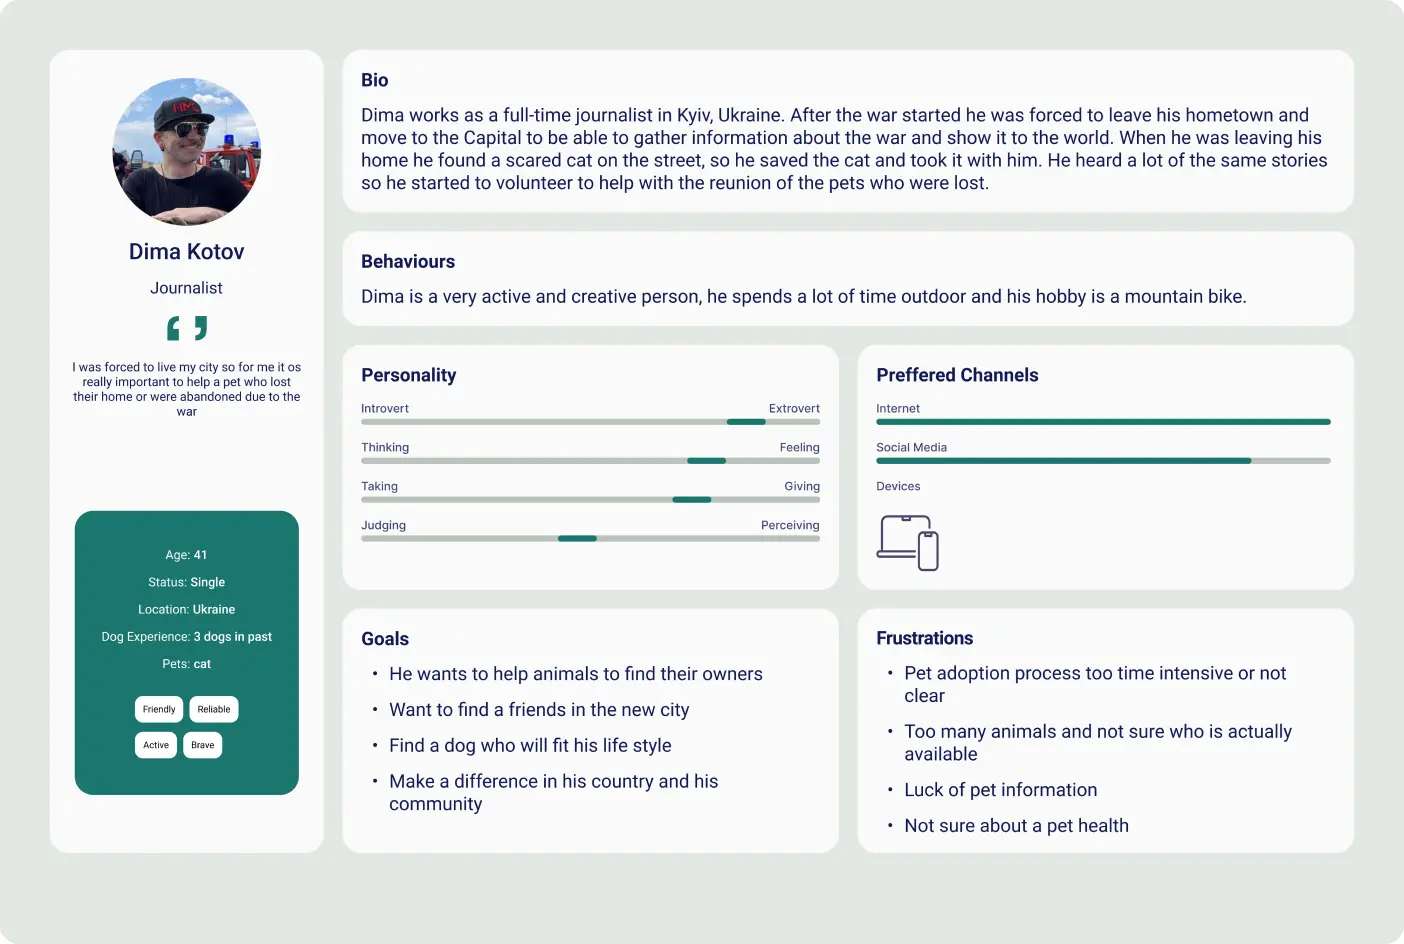 Dima Kotov
Journalist
I was forced to live my city so for me it os
really important to help a pet who lost
their home or were abandoned due to the
war
Age: 41
Status: Single
Location: Ukraine
Dog Experience: 3 dogs in past
Pets: cat
Friendly Reliable
Active Brave
Bio
Dima works as a full-time journalist in Kyiv, Ukraine. After the war started he was forced to leave his hometown and
move to the Capital to be able to gather information about the war and show it to the world. When he was leaving his
home he found a scared cat on the street, so he saved the cat and took it with him. He heard a lot of the same stories
so he started to volunteer to help with the reunion of the pets who were lost.
Behaviours
Dima is a very active and creative person, he spends a lot of time outdoor and his hobby is a mountain bike.
Personality
Introvert Extrovert
Thinking Feeling
Taking Giving
Judging Perceiving
Preffered Channels
Internet
Social Media
Devices
Goals
• He wants to help animals to find their owners
• Want to find a friends in the new city
• Find a dog who will fit his life style
• Make a difference in his country and his
community
Frustrations
• Pet adoption process too time intensive or not
clear
• Too many animals and not sure who is actually
available
• Luck of pet information
• Not sure about a pet health